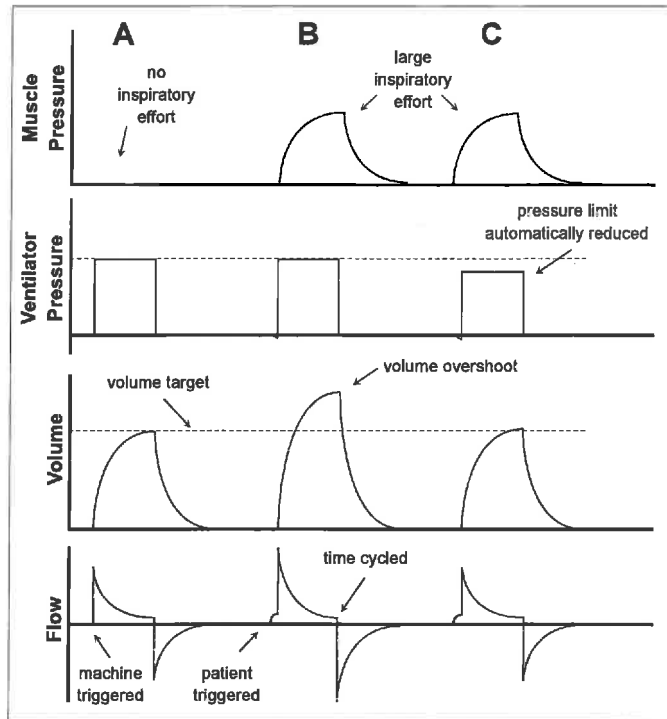 A
B
C
Muscle
Pressure
no
inspiratory
effort
large
inspiratory
effort
Ventilator
Pressure
pressure limit
automatically reduced
Volume
volume target
volume overshoot
Flow
time cycled
machine
triggered
patient
triggered